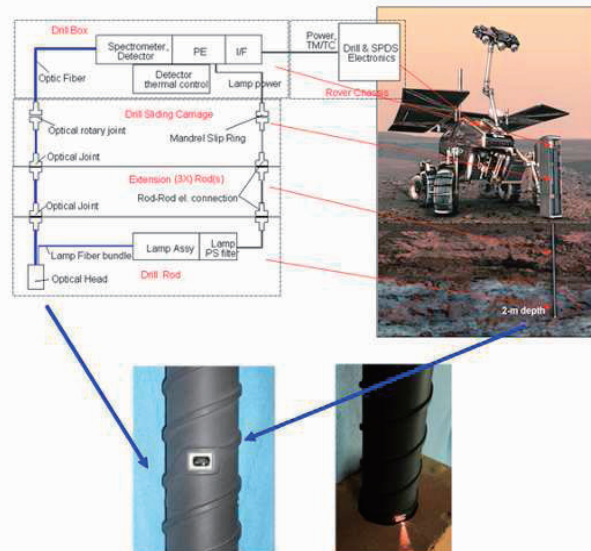 Drill Box
Spectrometer,
Detector
PE
I/F
Power,
TM/TC
Drill & SPDS
Electronics
Optic Fiber
Detector
thermal control
Lamp power
Rover Chassis
Drill Sliding Carriage
Optical rotary joint
Mandrel Slip Ring
Optical Joint
Extension (3X) Rod(s)
Rod-Rod el. connection
Optical Joint
Lamp Assy
Lamp
PS filter
Lamp Fiber bundle
Optical Head
Drill Rod
2-m depth